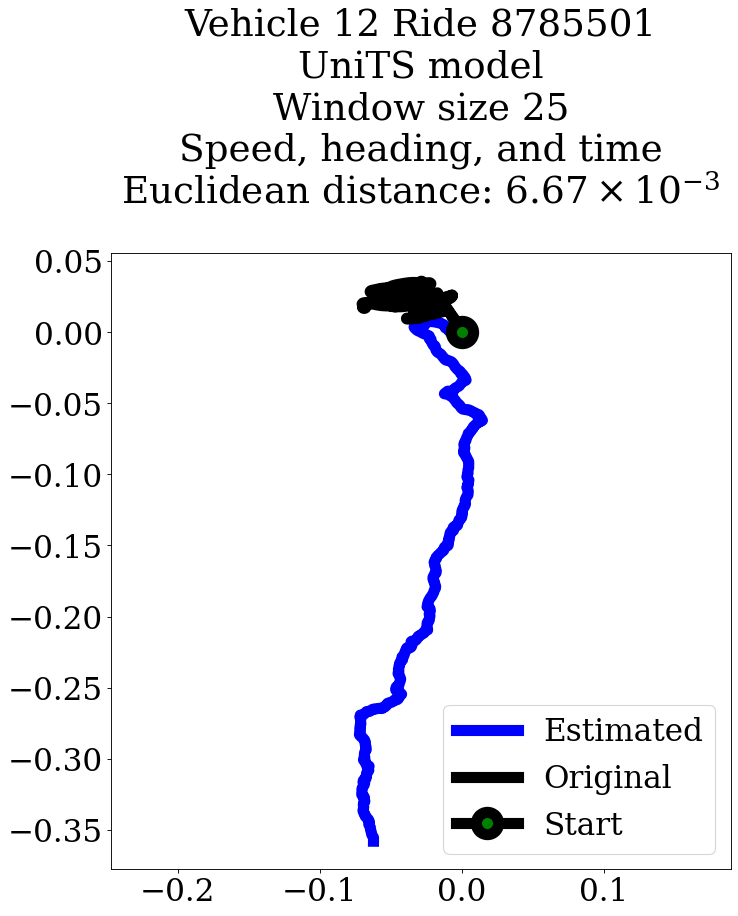 Vehicle 12 Ride 8785501
UniTS model
Window size 25
Speed, heading, and time
Euclidean distance: 6.67 × 10⁻³
0.05
0.00
−0.05
−0.10
−0.15
−0.20
−0.25
−0.30
−0.35
Estimated
Original
Start
−0.2
−0.1
0.0
0.1